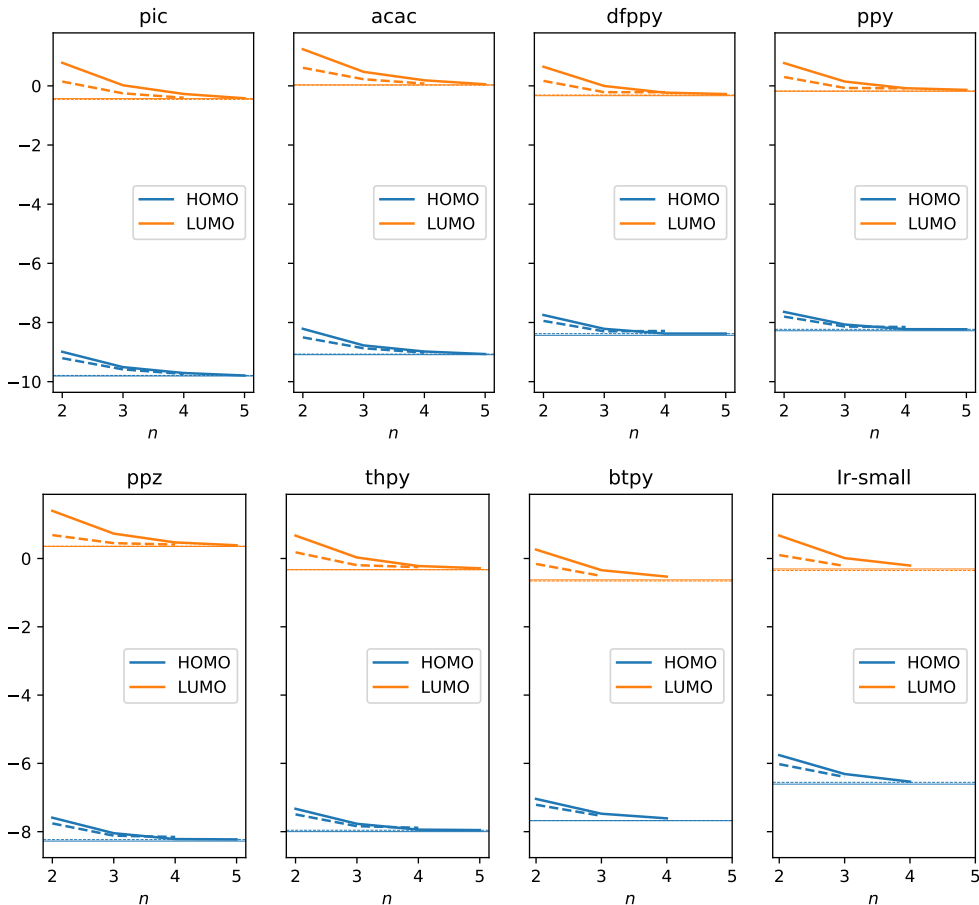 pic acac dfppy ppy
0
−2
−4
−6
−8
−10
HOMO
LUMO
HOMO
LUMO
HOMO
LUMO
HOMO
LUMO
2 3 4 5 2 3 4 5 2 3 4 5 2 3 4 5
n n n n
ppz thpy btpy Ir-small
0
−2
−4
−6
−8
HOMO
LUMO
HOMO
LUMO
HOMO
LUMO
HOMO
LUMO
2 3 4 5 2 3 4 5 2 3 4 5 2 3 4 5
n n n n